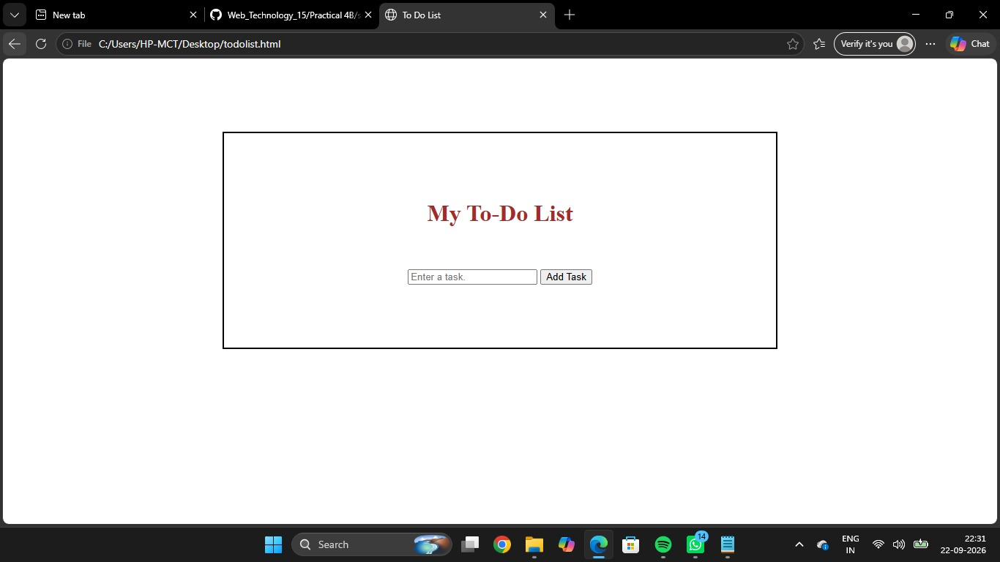 New tab
Web_Technology_15/Practical 4B/s
To Do List
File C:/Users/HP-MCT/Desktop/todolist.html
Verify it's you
Chat
My To-Do List
Enter a task.
Add Task
Search
14
ENG
IN
22:31
22-09-2026